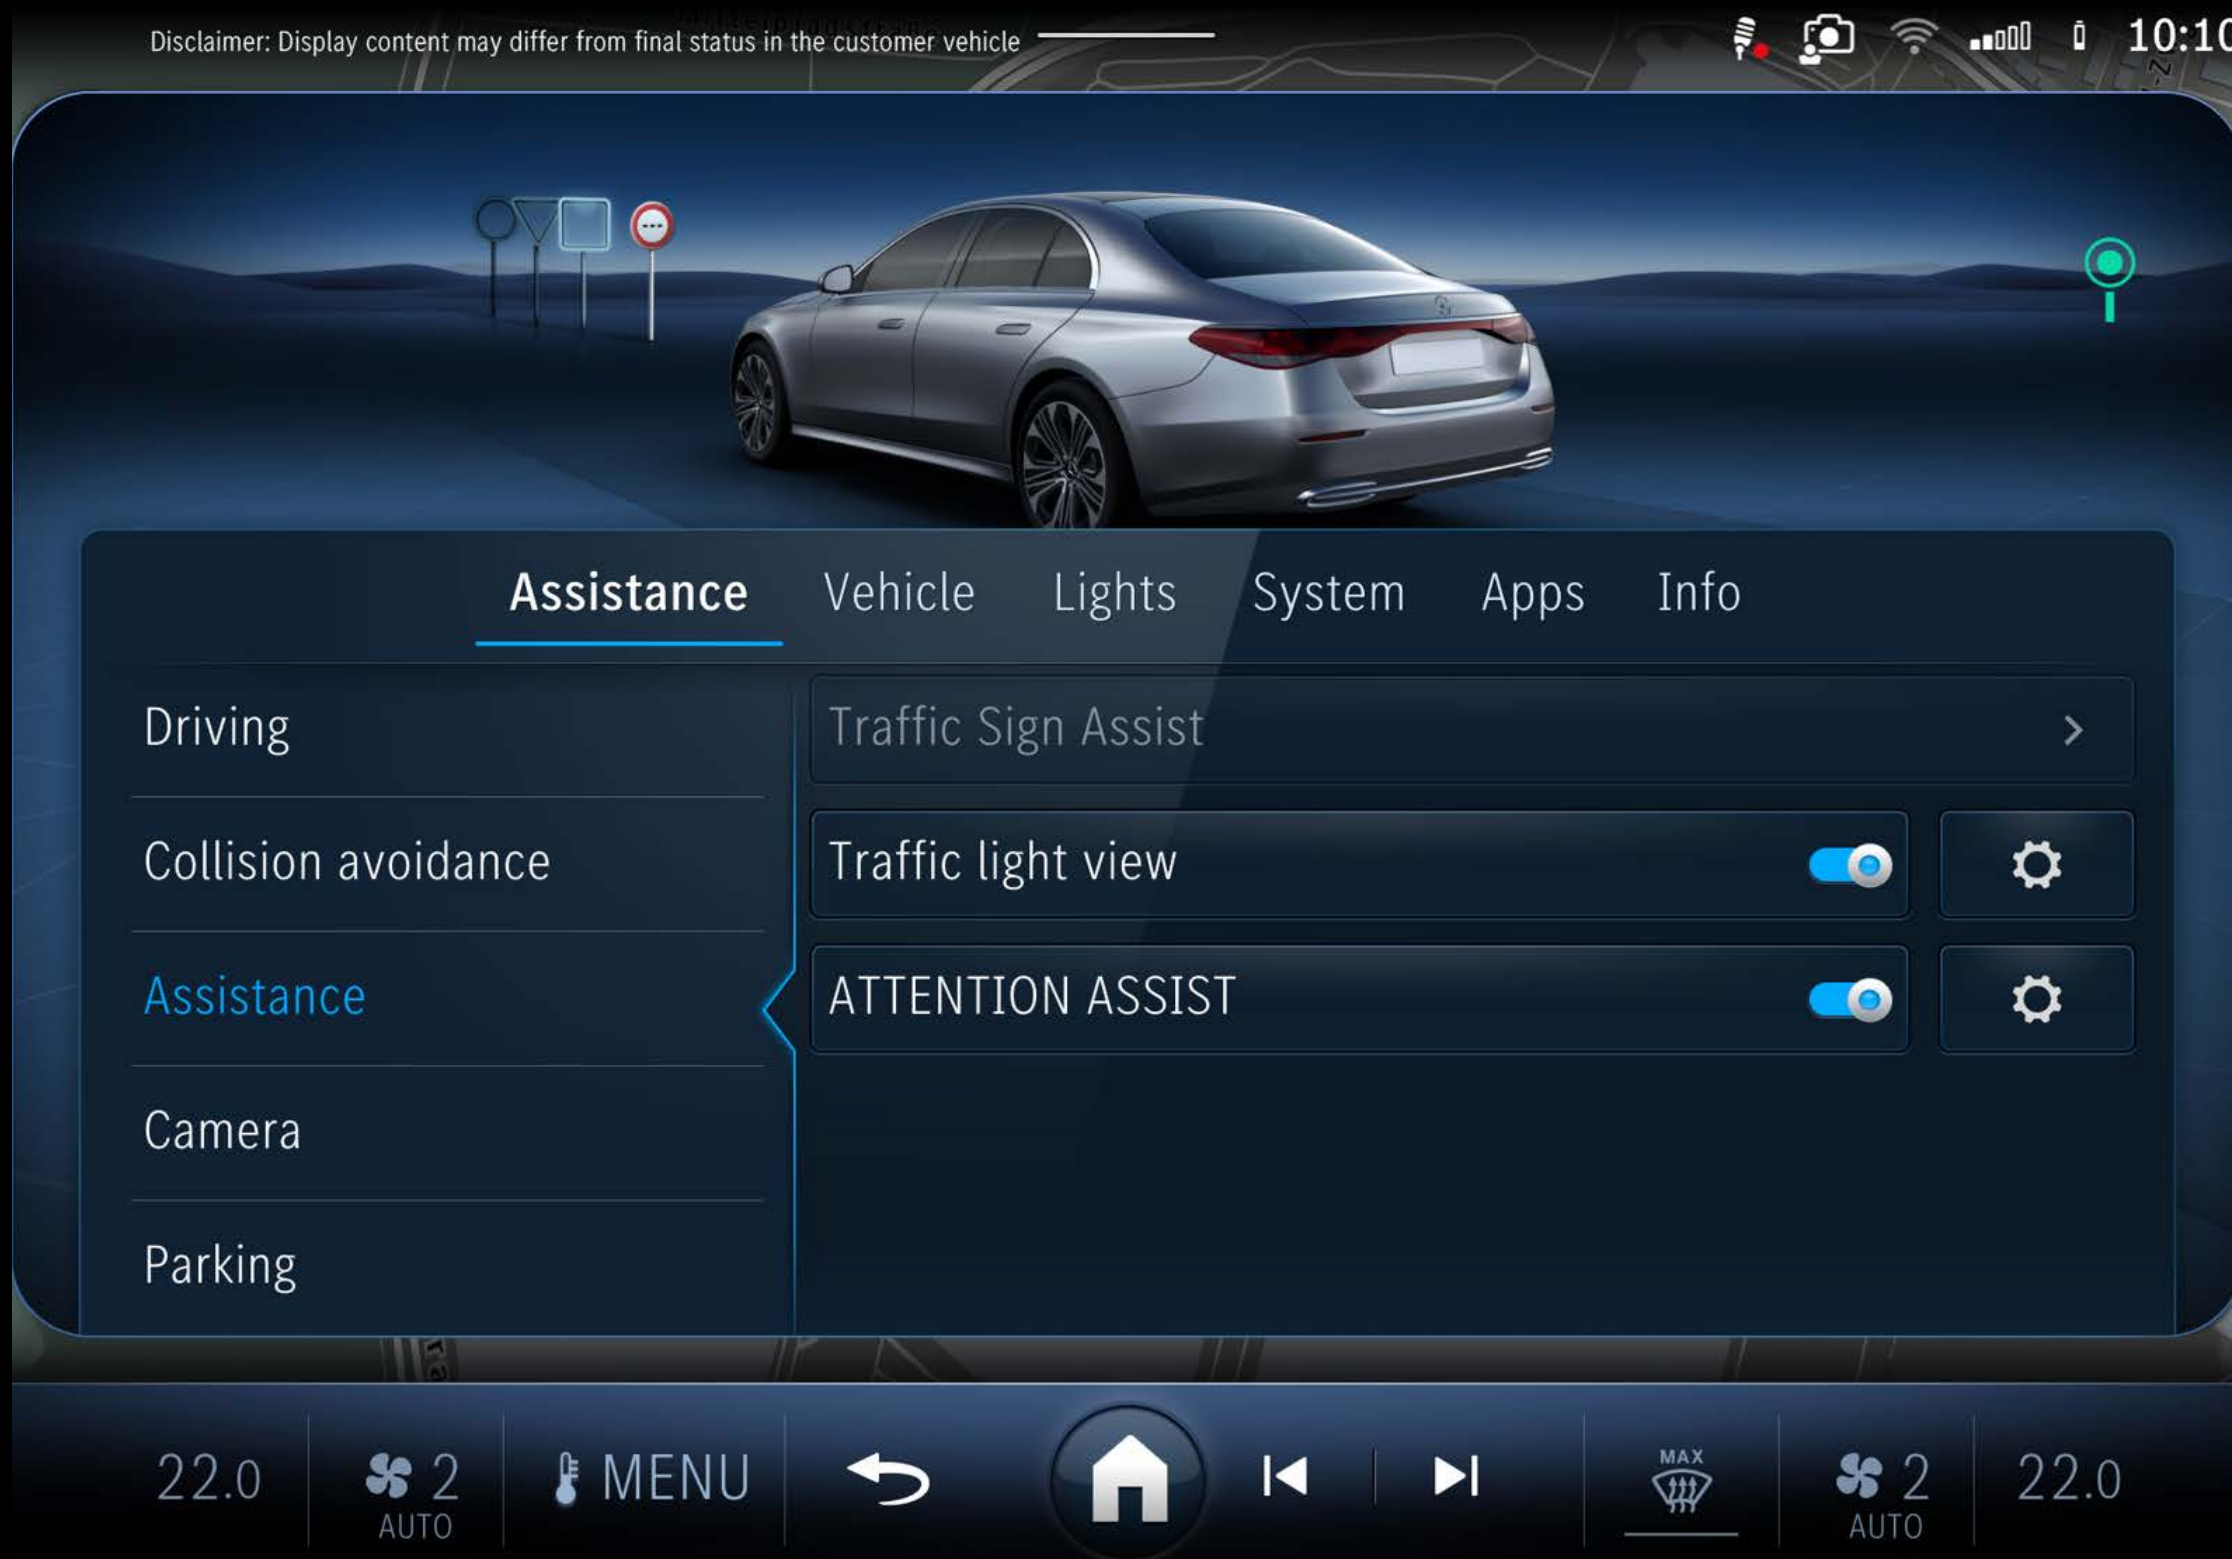 Disclaimer: Display content may differ from final status in the customer vehicle
10:10
Assistance Vehicle Lights System Apps Info
Driving
Traffic Sign Assist
Collision avoidance
Traffic light view
Assistance
ATTENTION ASSIST
Camera
Parking
22.0 2 AUTO MENU MAX 2 AUTO 22.0